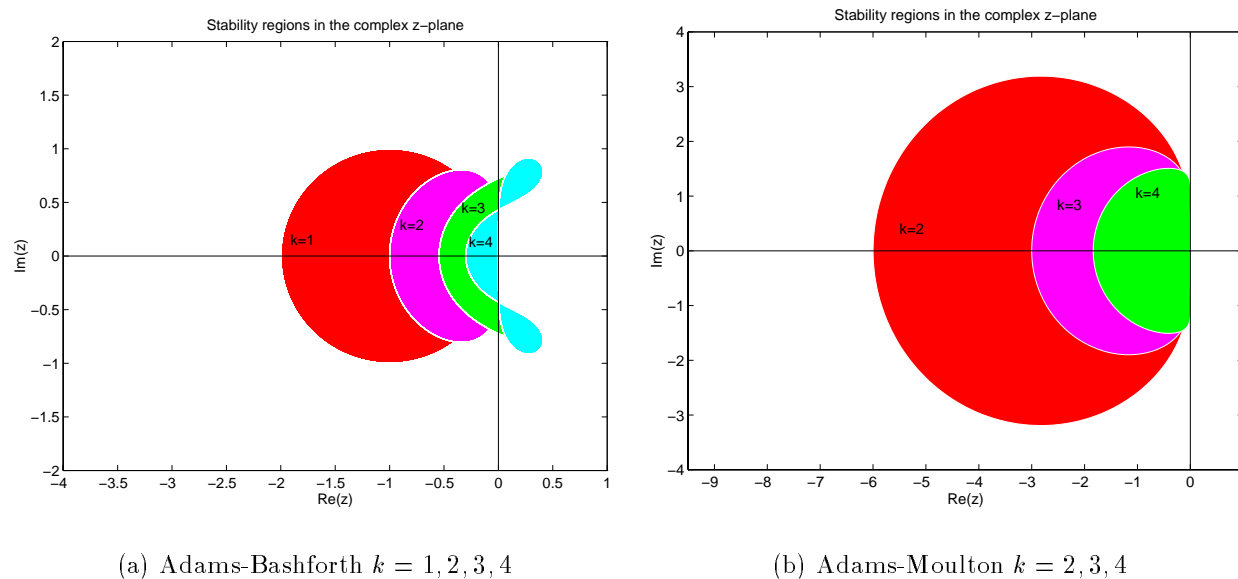 Stability regions in the complex z−plane
2
1.5
1
0.5
0
−0.5
−1
−1.5
−2
Im(z)
k=1
k=2
k=3
k=4
−4
−3.5
−3
−2.5
−2
−1.5
−1
−0.5
0
0.5
1
Re(z)
(a) Adams-Bashforth k = 1, 2, 3, 4
Stability regions in the complex z−plane
4
3
2
1
0
−1
−2
−3
−4
Im(z)
k=2
k=3
k=4
−9
−8
−7
−6
−5
−4
−3
−2
−1
0
Re(z)
(b) Adams-Moulton k = 2, 3, 4